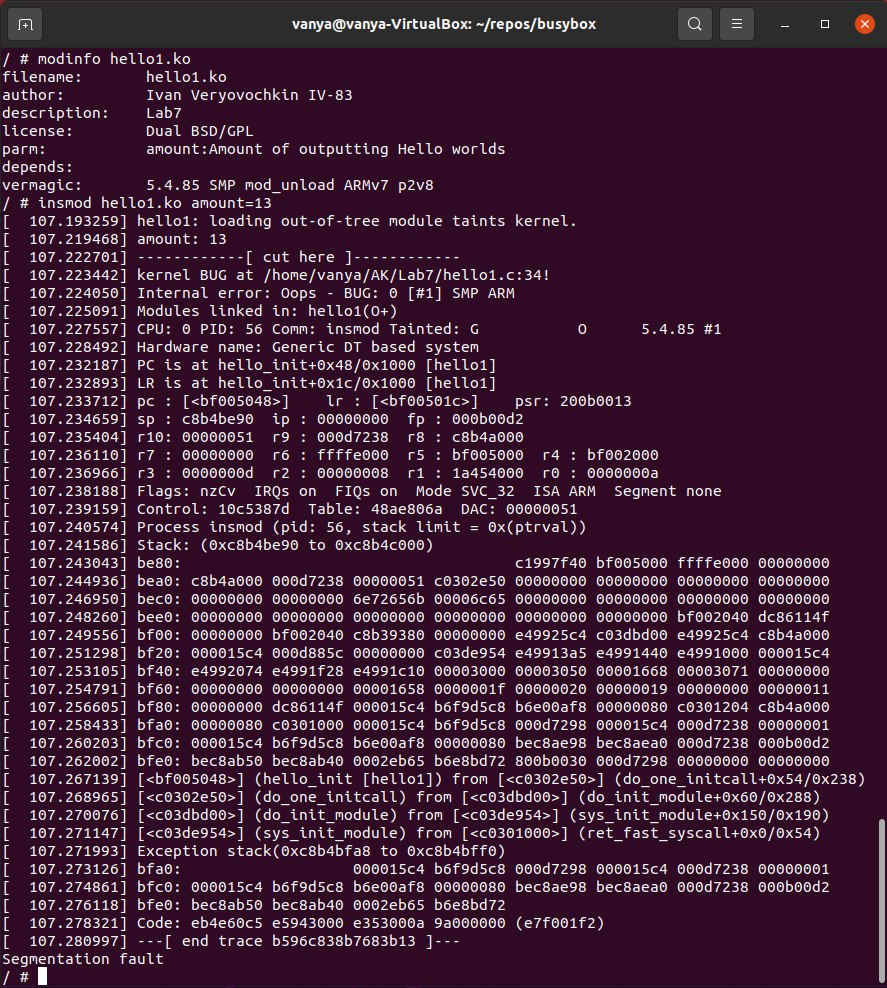 vanya@vanya-VirtualBox: ~/repos/busybox
/ # modinfo hello1.ko
filename:       hello1.ko
author:         Ivan Veryovochkin IV-83
description:    Lab7
license:        Dual BSD/GPL
parm:           amount:Amount of outputting Hello worlds
depends:
vermagic:       5.4.85 SMP mod_unload ARMv7 p2v8
/ # insmod hello1.ko amount=13
[  107.193259] hello1: loading out-of-tree module taints kernel.
[  107.219468] amount: 13
[  107.222701] ------------[ cut here ]------------
[  107.223442] kernel BUG at /home/vanya/AK/Lab7/hello1.c:34!
[  107.224050] Internal error: Oops - BUG: 0 [#1] SMP ARM
[  107.225091] Modules linked in: hello1(O+)
[  107.227557] CPU: 0 PID: 56 Comm: insmod Tainted: G           O      5.4.85 #1
[  107.228492] Hardware name: Generic DT based system
[  107.232187] PC is at hello_init+0x48/0x1000 [hello1]
[  107.232893] LR is at hello_init+0x1c/0x1000 [hello1]
[  107.233712] pc : [<bf005048>]    lr : [<bf00501c>]    psr: 200b0013
[  107.234659] sp : c8b4be90  ip : 00000000  fp : 000b00d2
[  107.235404] r10: 00000051  r9 : 000d7238  r8 : c8b4a000
[  107.236110] r7 : 00000000  r6 : ffffe000  r5 : bf005000  r4 : bf002000
[  107.236966] r3 : 0000000d  r2 : 00000008  r1 : 1a454000  r0 : 0000000a
[  107.238188] Flags: nzCv  IRQs on  FIQs on  Mode SVC_32  ISA ARM  Segment none
[  107.239159] Control: 10c5387d  Table: 48ae806a  DAC: 00000051
[  107.240574] Process insmod (pid: 56, stack limit = 0x(ptrval))
[  107.241586] Stack: (0xc8b4be90 to 0xc8b4c000)
[  107.243043] be80:                                     c1997f40 bf005000 ffffe000 00000000
[  107.244936] bea0: c8b4a000 000d7238 00000051 c0302e50 00000000 00000000 00000000 00000000
[  107.246950] bec0: 00000000 00000000 6e72656b 00006c65 00000000 00000000 00000000 00000000
[  107.248260] bee0: 00000000 00000000 00000000 00000000 00000000 00000000 bf002040 dc86114f
[  107.249556] bf00: 00000000 bf002040 c8b39380 00000000 e49925c4 c03dbd00 e49925c4 c8b4a000
[  107.251298] bf20: 000015c4 000d885c 00000000 c03de954 e49913a5 e4991440 e4991000 000015c4
[  107.253105] bf40: e4992074 e4991f28 e4991c10 00003000 00003050 00001668 00003071 00000000
[  107.254791] bf60: 00000000 00000000 00001658 0000001f 00000020 00000019 00000000 00000011
[  107.256605] bf80: 00000000 dc86114f 000015c4 b6f9d5c8 b6e00af8 00000080 c0301204 c8b4a000
[  107.258433] bfa0: 00000080 c0301000 000015c4 b6f9d5c8 000d7298 000015c4 000d7238 00000001
[  107.260203] bfc0: 000015c4 b6f9d5c8 b6e00af8 00000080 bec8ae98 bec8aea0 000d7238 000b00d2
[  107.262002] bfe0: bec8ab50 bec8ab40 0002eb65 b6e8bd72 800b0030 000d7298 00000000 00000000
[  107.267139] [<bf005048>] (hello_init [hello1]) from [<c0302e50>] (do_one_initcall+0x54/0x238)
[  107.268965] [<c0302e50>] (do_one_initcall) from [<c03dbd00>] (do_init_module+0x60/0x288)
[  107.270076] [<c03dbd00>] (do_init_module) from [<c03de954>] (sys_init_module+0x150/0x190)
[  107.271147] [<c03de954>] (sys_init_module) from [<c0301000>] (ret_fast_syscall+0x0/0x54)
[  107.271993] Exception stack(0xc8b4bfa8 to 0xc8b4bff0)
[  107.273126] bfa0:                   000015c4 b6f9d5c8 000d7298 000015c4 000d7238 00000001
[  107.274861] bfc0: 000015c4 b6f9d5c8 b6e00af8 00000080 bec8ae98 bec8aea0 000d7238 000b00d2
[  107.276118] bfe0: bec8ab50 bec8ab40 0002eb65 b6e8bd72
[  107.278321] Code: eb4e60c5 e5943000 e353000a 9a000000 (e7f001f2)
[  107.280997] ---[ end trace b596c838b7683b13 ]---
Segmentation fault
/ #